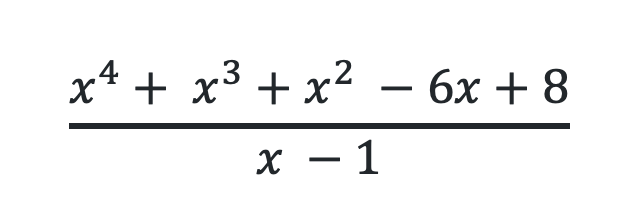 x⁴ + x³ + x² − 6x + 8
x − 1